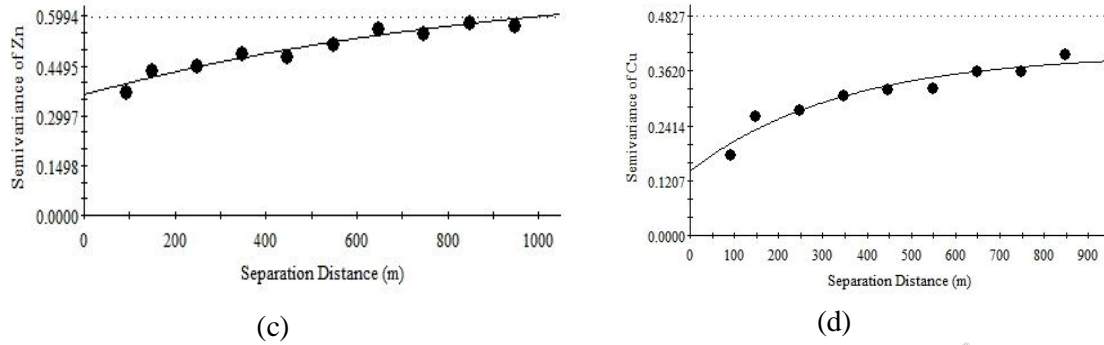 Semivariance of Zn
0.5994
0.4495
0.2997
0.1498
0.0000
0 200 400 600 800 1000
Separation Distance (m)
(c)
Semivariance of Cu
0.4827
0.3620
0.2414
0.1207
0.0000
0 100 200 300 400 500 600 700 800 900
Separation Distance (m)
(d)